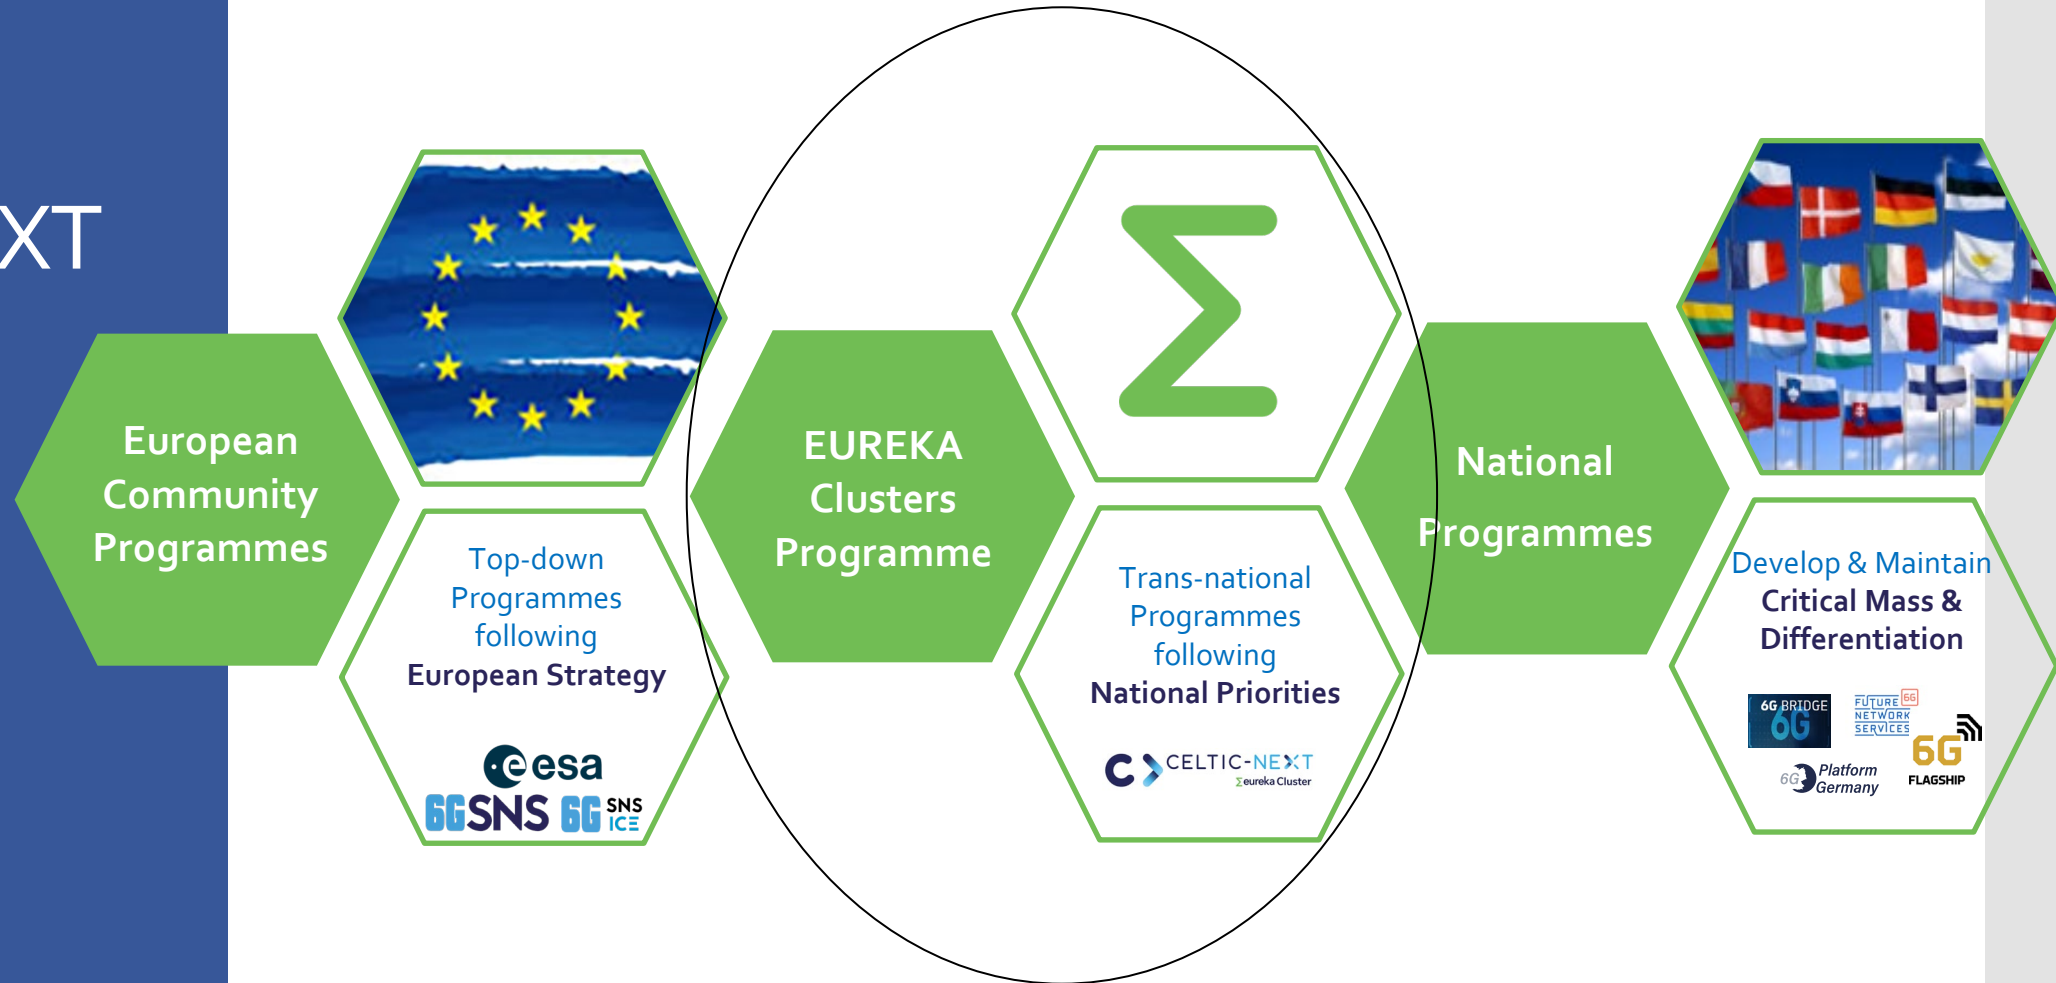 XT
European
Community
Programmes
Top-down
Programmes
following
European Strategy
esa
6GSNS 6G SNS
ICE
EUREKA
Clusters
Programme
Trans-national
Programmes
following
National Priorities
CELTIC-NEXT
Σeureka Cluster
National
Programmes
Develop & Maintain
Critical Mass &
Differentiation
6G BRIDGE
6G
FUTURE 6G
NETWORK
SERVICES
6G
FLAGSHIP
6G Platform
Germany